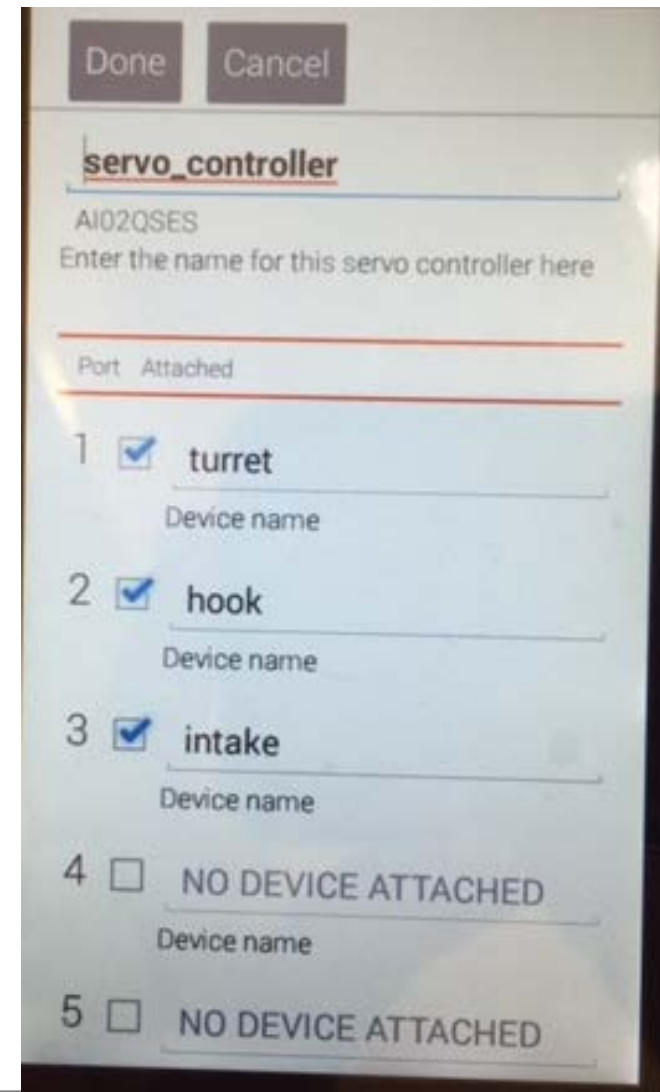 Done Cancel
servo_controller
AI02QSES
Enter the name for this servo controller here
Port Attached
1 turret
Device name
2 hook
Device name
3 intake
Device name
4 NO DEVICE ATTACHED
Device name
5 NO DEVICE ATTACHED